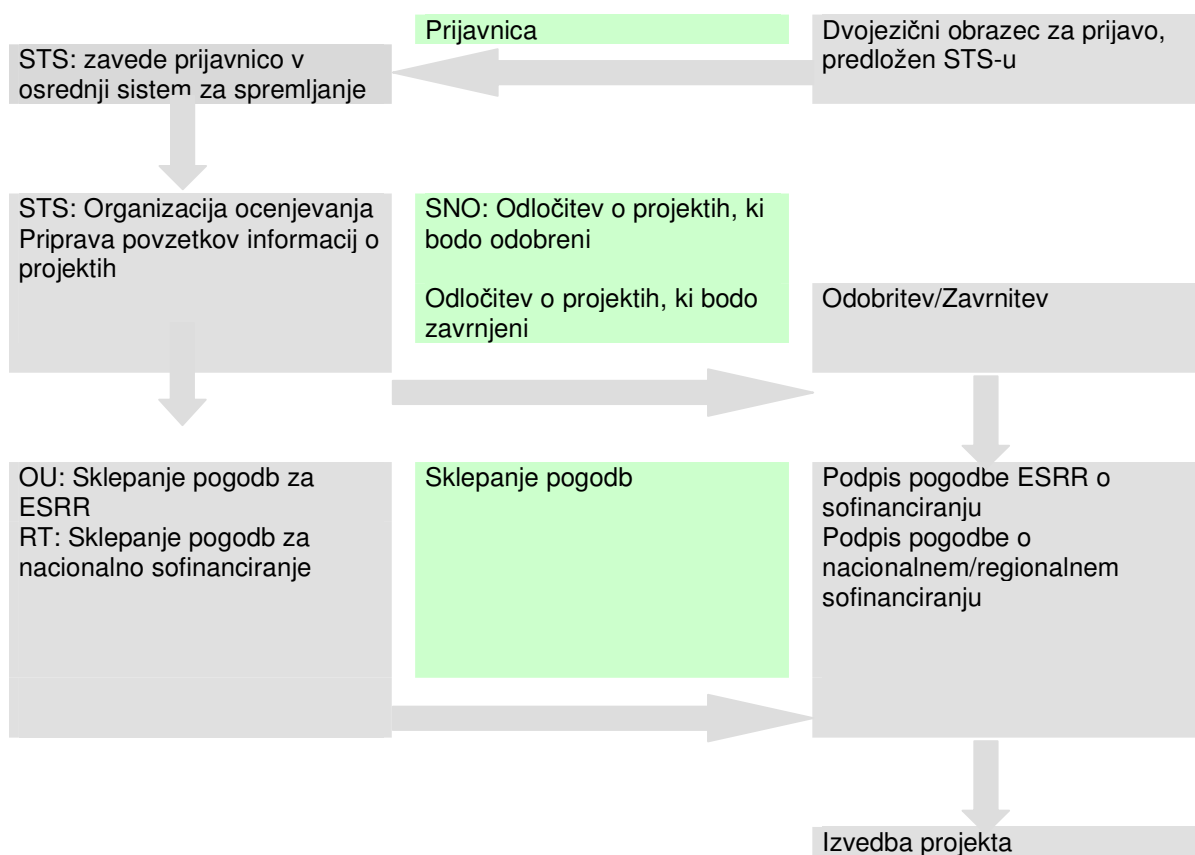 Prijavnica
Dvojezični obrazec za prijavo,
predložen STS-u
STS: zavede prijavnico v
osrednji sistem za spremljanje
STS: Organizacija ocenjevanja
Priprava povzetkov informacij o
projektih
SNO: Odločitev o projektih, ki
bodo odobreni
Odločitev o projektih, ki bodo
zavrnjeni
Odobritev/Zavrnitev
OU: Sklepanje pogodb za
ESRR
RT: Sklepanje pogodb za
nacionalno sofinanciranje
Sklepanje pogodb
Podpis pogodbe ESRR o
sofinanciranju
Podpis pogodbe o
nacionalnem/regionalnem
sofinanciranju
Izvedba projekta